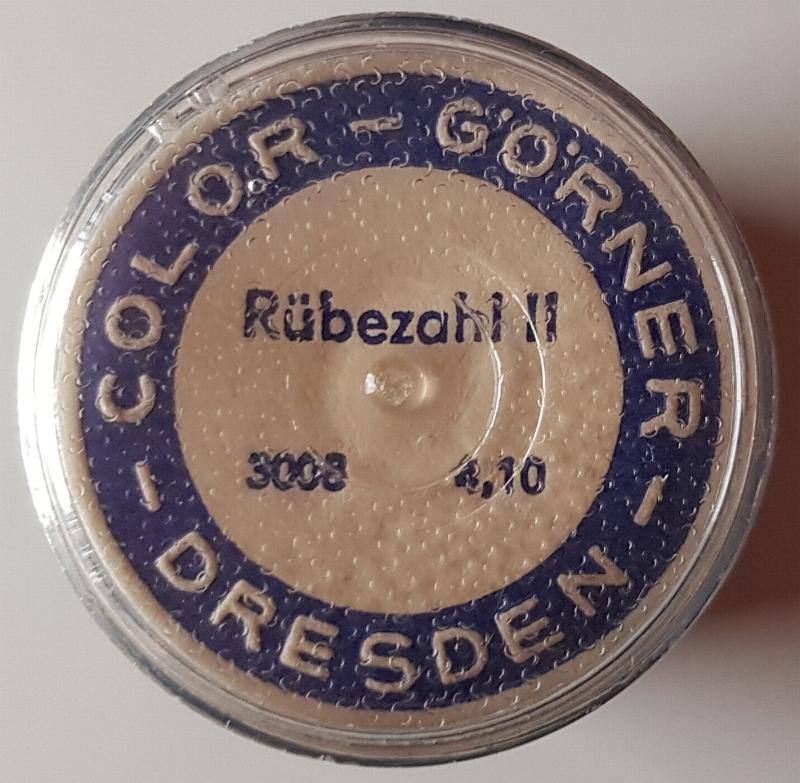 COLOR – GÖRNER – DRESDEN –
Rübezahl II
3008 4,10